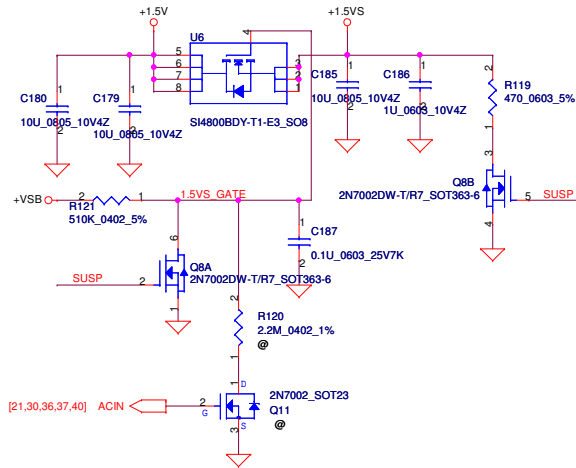 +1.5V
+1.5VS
U6
4
5
6
7
8
3
2
1
SI4800BDY-T1-E3_SO8
1
C180
10U_0805_10V4Z
2
1
C179
10U_0805_10V4Z
2
1
C185
10U_0805_10V4Z
2
1
C186
1U_0603_10V4Z
2
2
R119
470_0603_5%
1
3
Q8B
2N7002DW-T/R7_SOT363-6
5
SUSP
4
+VSB
2
1
R121
510K_0402_5%
1.5VS_GATE
6
Q8A
2N7002DW-T/R7_SOT363-6
SUSP
2
1
1
C187
0.1U_0603_25V7K
2
2
R120
2.2M_0402_1%
@
1
1
D
2N7002_SOT23
Q11
@
[21,30,36,37,40]
ACIN
2
G
3
S